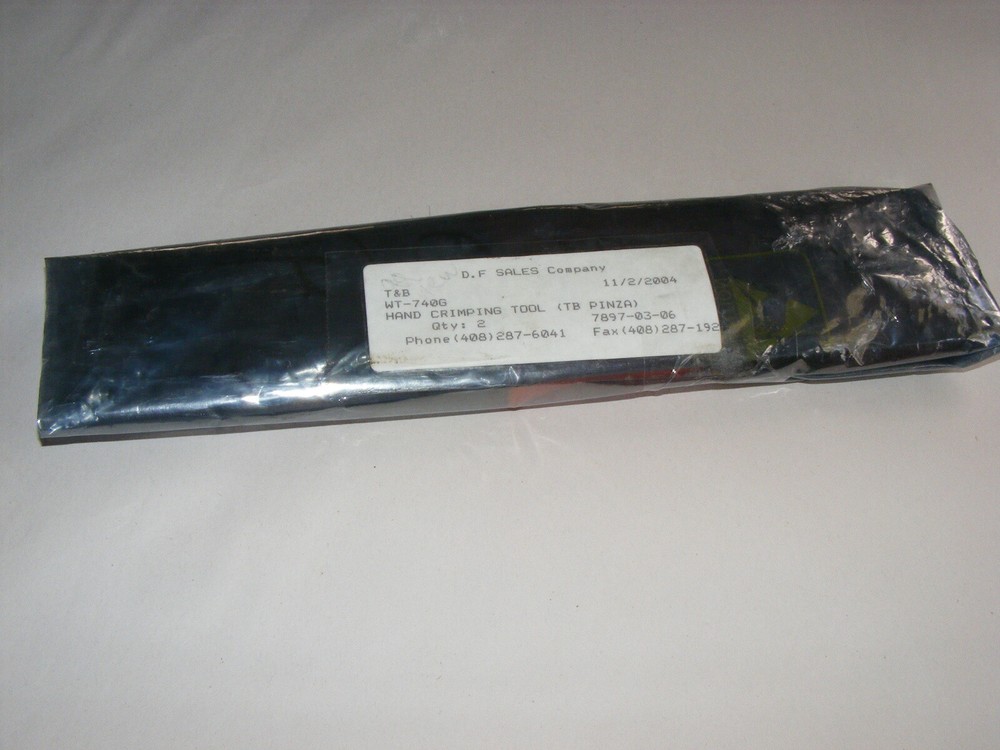 D.F SALES Company
T&B 11/2/2004
WT-740G
HAND CRIMPING TOOL (TB PINZA)
Qty: 2 7897-03-06
Phone(408)287-6041 Fax(408)287-192